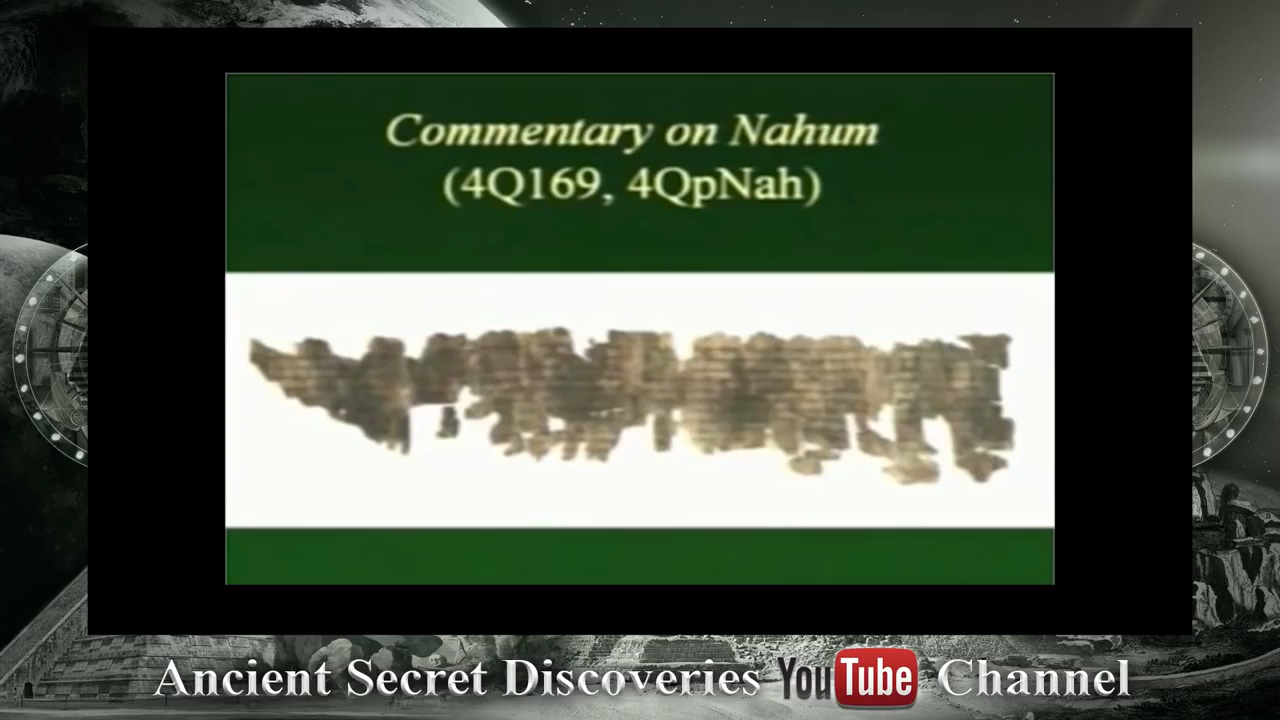 Commentary on Nahum
(4Q169, 4QpNah)
Ancient Secret Discoveries YouTube Channel